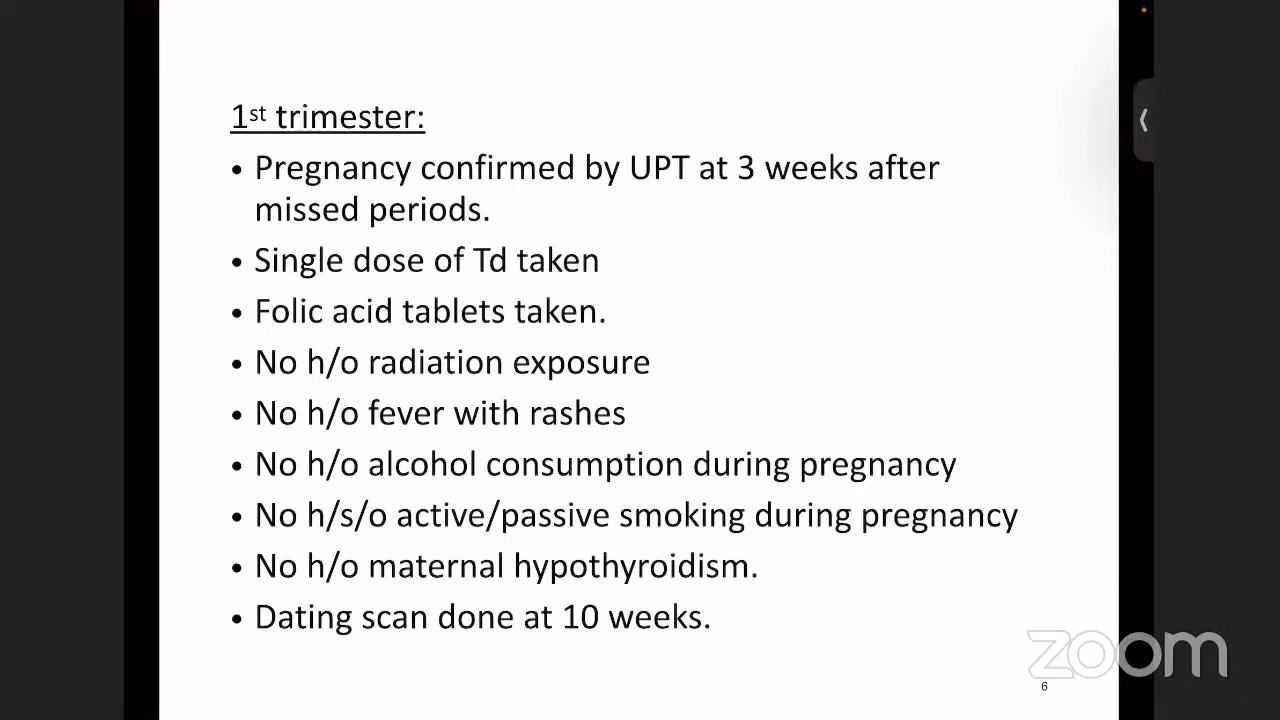 1st trimester:
• Pregnancy confirmed by UPT at 3 weeks after
missed periods.
• Single dose of Td taken
• Folic acid tablets taken.
• No h/o radiation exposure
• No h/o fever with rashes
• No h/o alcohol consumption during pregnancy
• No h/s/o active/passive smoking during pregnancy
• No h/o maternal hypothyroidism.
• Dating scan done at 10 weeks.
zoom
6